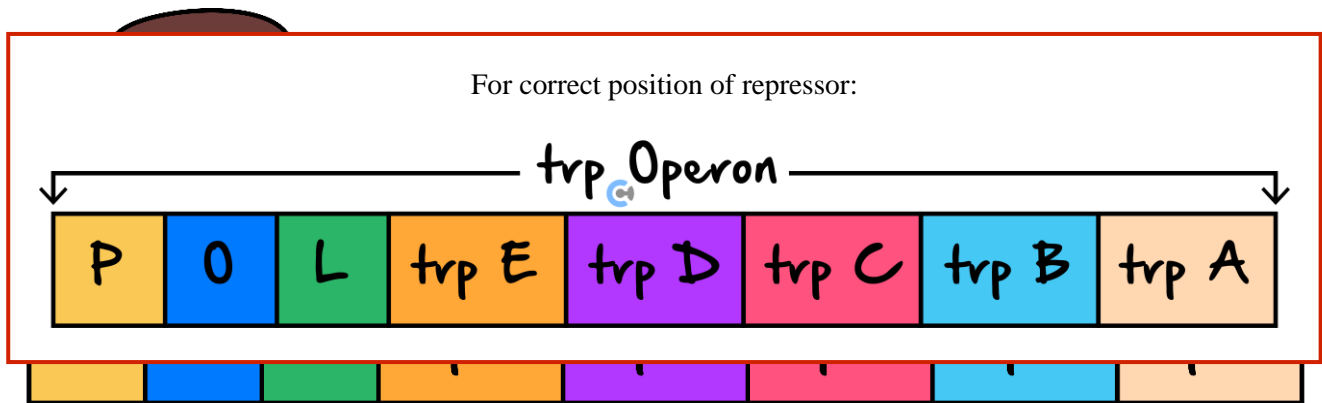 For correct position of repressor:
trp Operon
P O L trp E trp D trp C trp B trp A